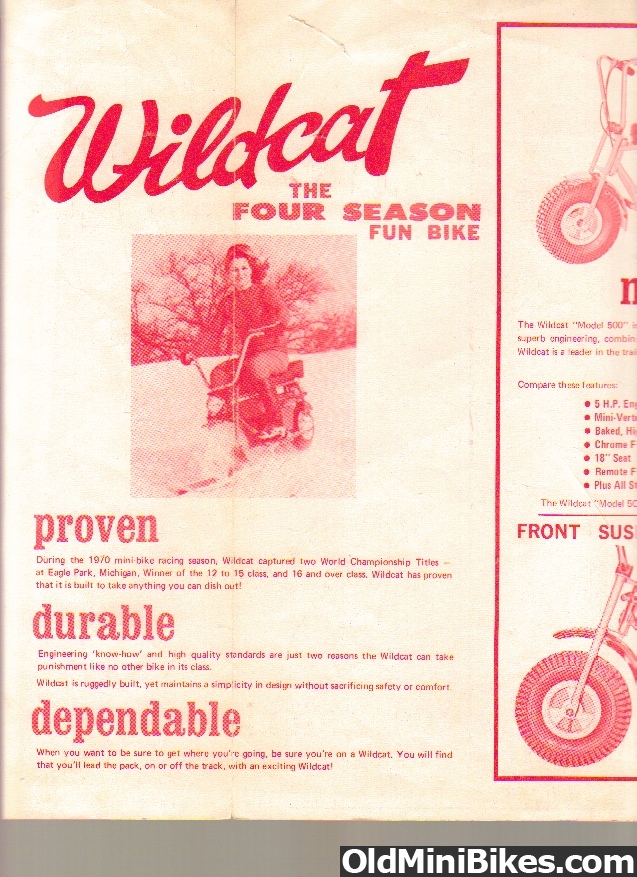 Wildcat
THE
FOUR SEASON
FUN BIKE
proven
During the 1970 mini-bike racing season, Wildcat captured two World Championship Titles —
at Eagle Park, Michigan, Winner of the 12 to 15 class, and 16 and over class. Wildcat has proven
that it is built to take anything you can dish out!
durable
Engineering 'know-how' and high quality standards are just two reasons the Wildcat can take
punishment like no other bike in its class.
Wildcat is ruggedly built, yet maintains a simplicity in design without sacrificing safety or comfort.
dependable
When you want to be sure to get where you're going, be sure you're on a Wildcat. You will find
that you'll lead the pack, on or off the track, with an exciting Wildcat!
The Wildcat "Model 500" is
superb engineering, combin
Wildcat is a leader in the trai
Compare these features:
• 5 H.P. Eng
• Mini-Verti
• Baked, Hi
• Chrome F
• 18" Seat
• Remote F
• Plus All St
The Wildcat "Model 50
FRONT SUS
OldMiniBikes.com